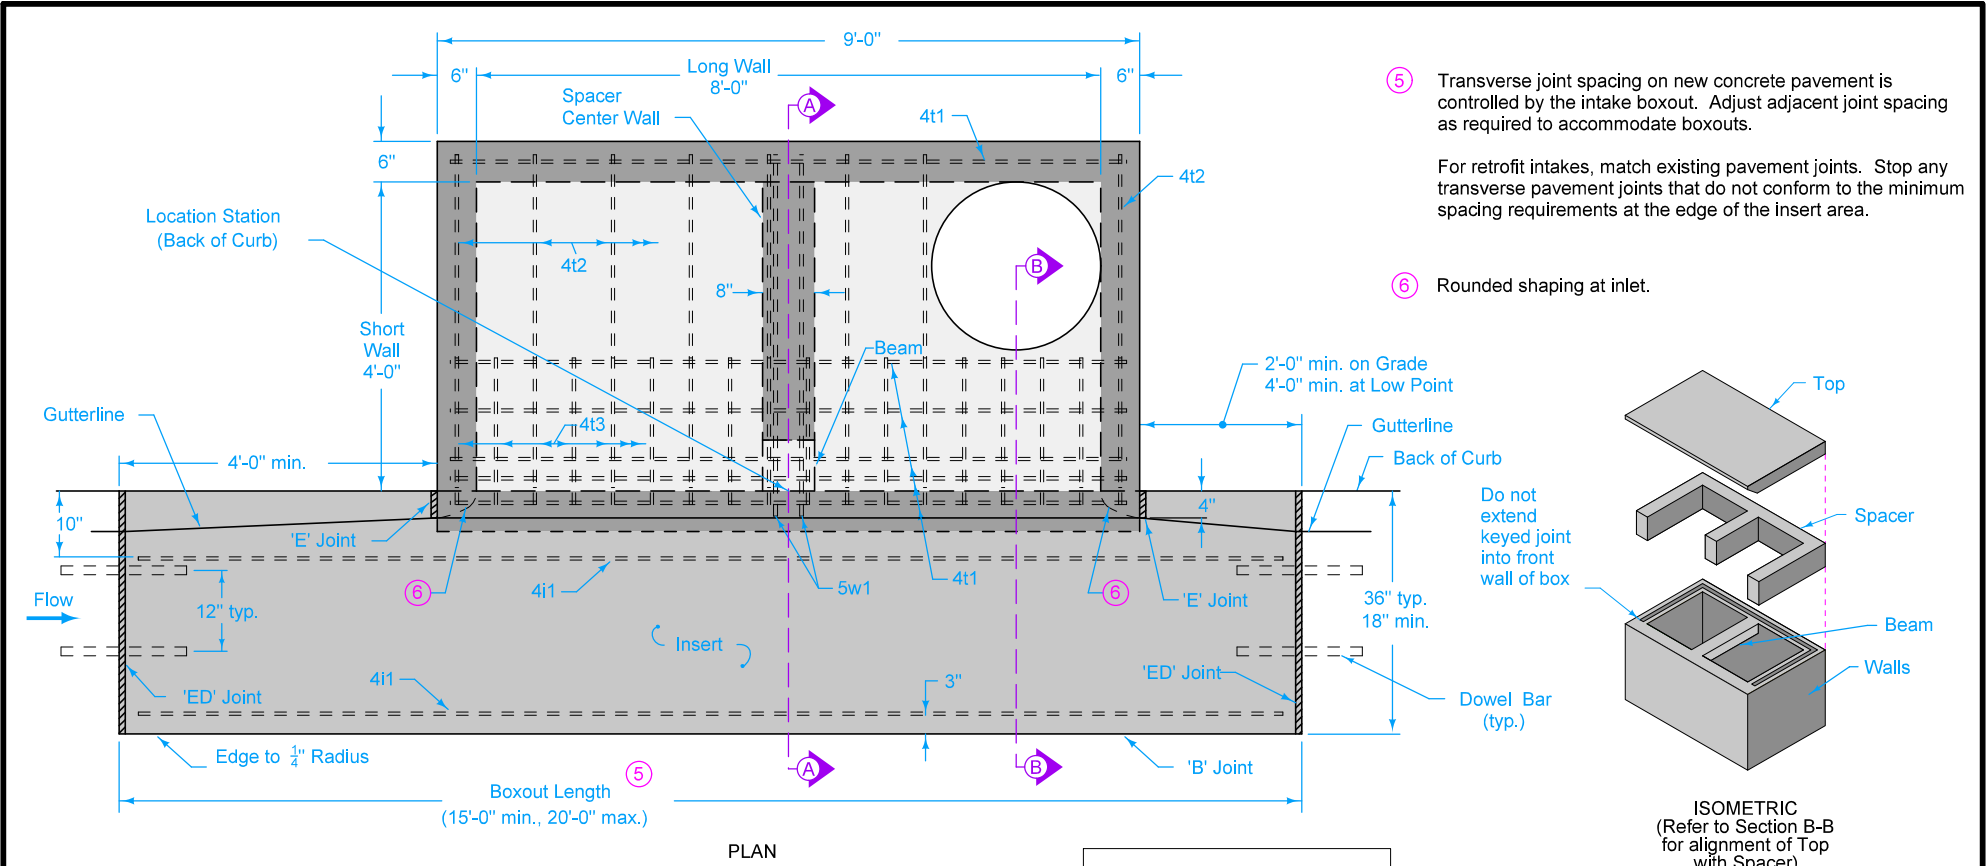 9'-0"
6"
Long Wall
8'-0"
6"
Spacer
Center Wall
A
4t1
6"
4t2
Location Station
(Back of Curb)
4t2
B
8"
Short
Wall
4'-0"
Beam
2'-0" min. on Grade
4'-0" min. at Low Point
Gutterline
4t3
Gutterline
4'-0" min.
Back of Curb
10"
4"
'E' Joint
6
4i1
5w1
4t1
6
'E' Joint
Flow
12" typ.
36" typ.
18" min.
Insert
'ED' Joint
4i1
3"
'ED' Joint
Dowel Bar
(typ.)
Edge to 1/4" Radius
A
B
'B' Joint
5
Boxout Length
(15'-0" min., 20'-0" max.)
PLAN
5 Transverse joint spacing on new concrete pavement is
controlled by the intake boxout. Adjust adjacent joint spacing
as required to accommodate boxouts.
For retrofit intakes, match existing pavement joints. Stop any
transverse pavement joints that do not conform to the minimum
spacing requirements at the edge of the insert area.
6 Rounded shaping at inlet.
Top
Do not
extend
keyed joint
into front
wall of box
Spacer
Beam
Walls
ISOMETRIC
(Refer to Section B-B
for alignment of Top
with Spacer)